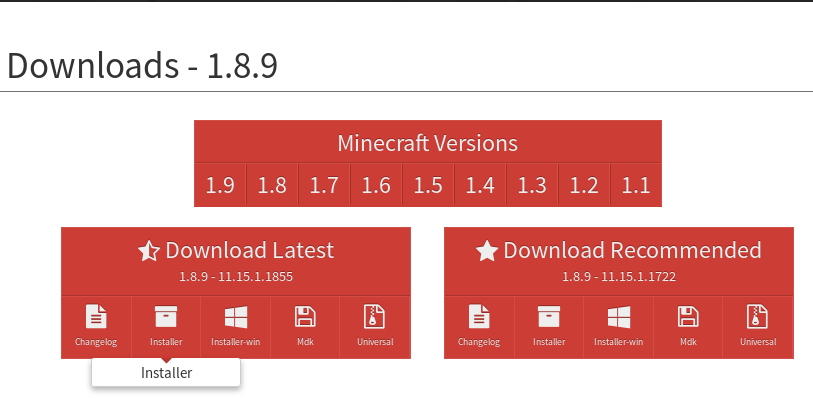 Downloads - 1.8.9
Minecraft Versions
1.9 1.8 1.7 1.6 1.5 1.4 1.3 1.2 1.1
Download Latest
1.8.9 - 11.15.1.1855
Changelog Installer Installer-win Mdk Universal
Installer
Download Recommended
1.8.9 - 11.15.1.1722
Changelog Installer Installer-win Mdk Universal